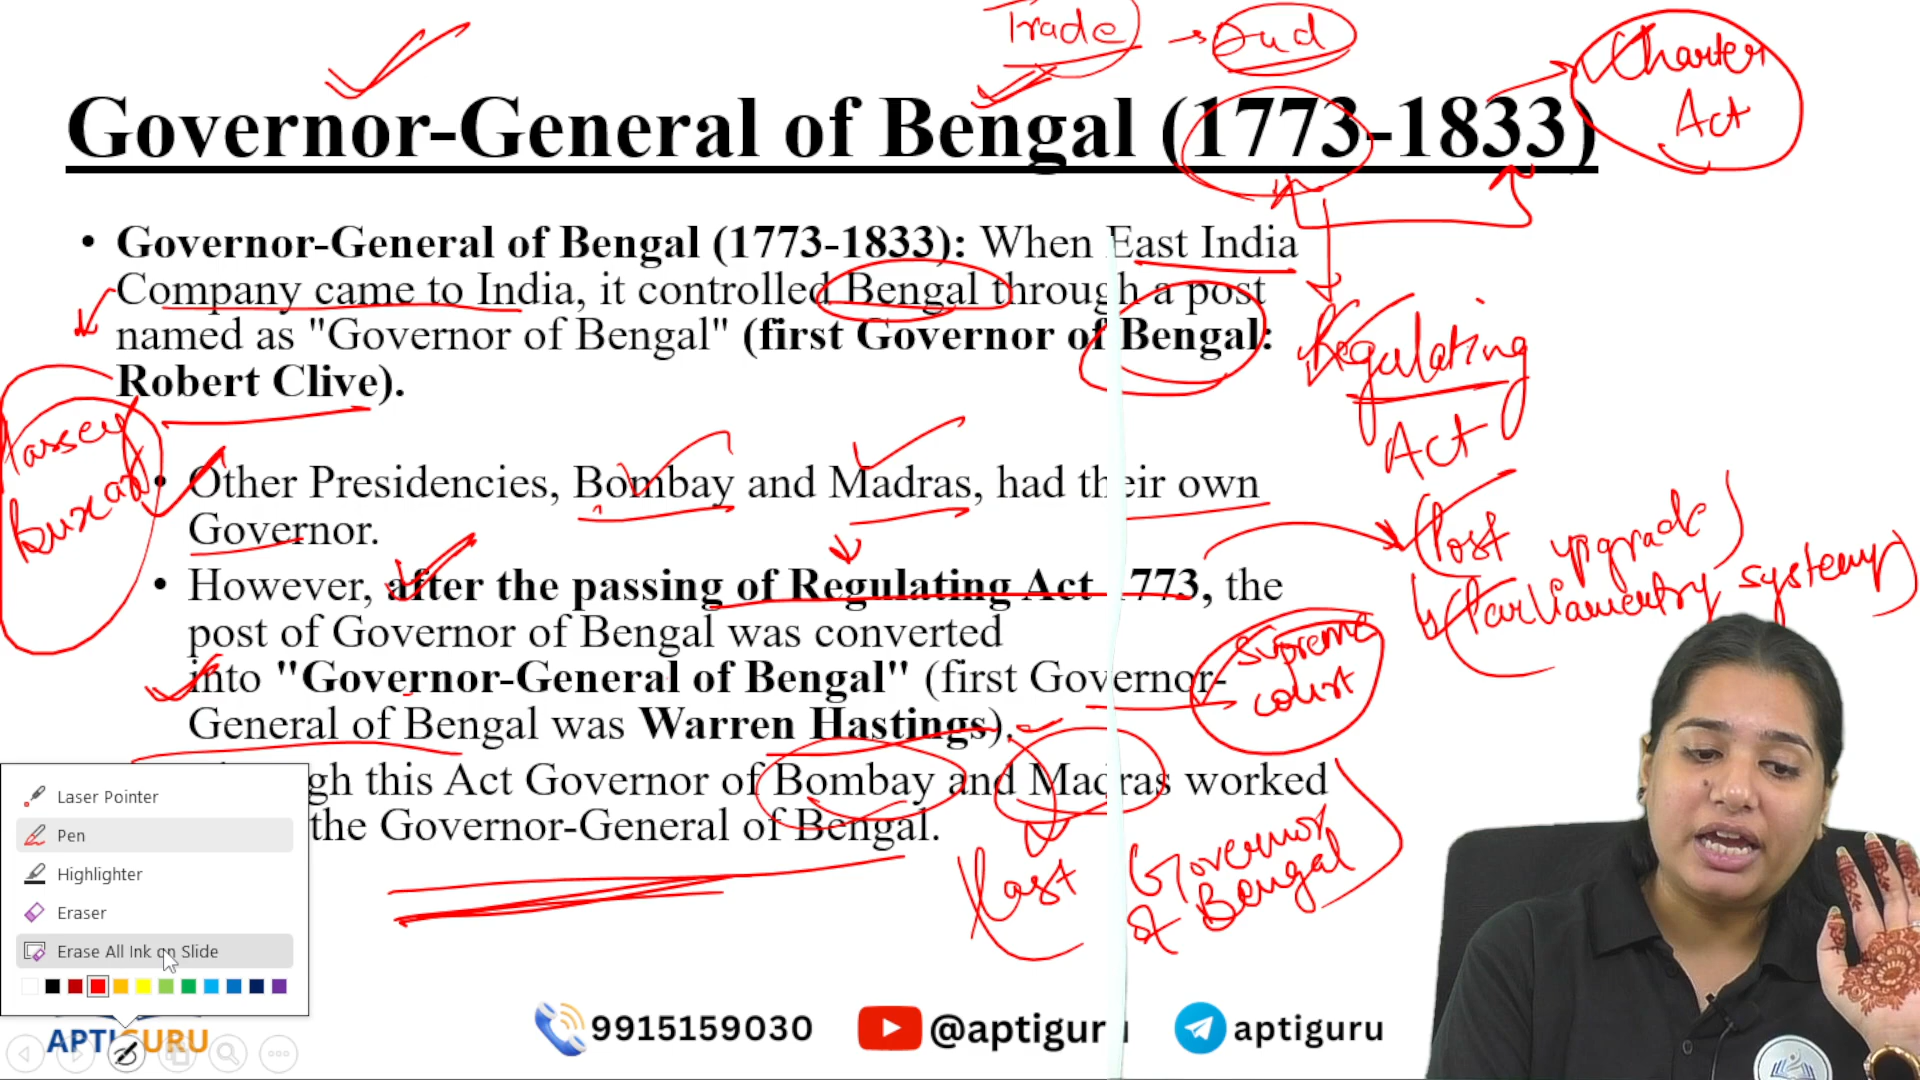 Trade → Dud
Charter
Act
Governor-General of Bengal (1773-1833)
• Governor-General of Bengal (1773-1833): When East India
Company came to India, it controlled Bengal through a post
named as "Governor of Bengal" (first Governor of Bengal:
Robert Clive).
Regulating
Act
buxar
• Other Presidencies, Bombay and Madras, had their own
Governor.
Post upgrade
Parliamentry system
• However, after the passing of Regulating Act 1773, the
post of Governor of Bengal was converted
into "Governor-General of Bengal" (first Governor-
General of Bengal was Warren Hastings).
supreme
court
gh this Act Governor of Bombay and Madras worked
the Governor-General of Bengal.
last Governor
of Bengal
Laser Pointer
Pen
Highlighter
Eraser
Erase All Ink on Slide
APTIGURU
9915159030
@aptiguru
aptiguru